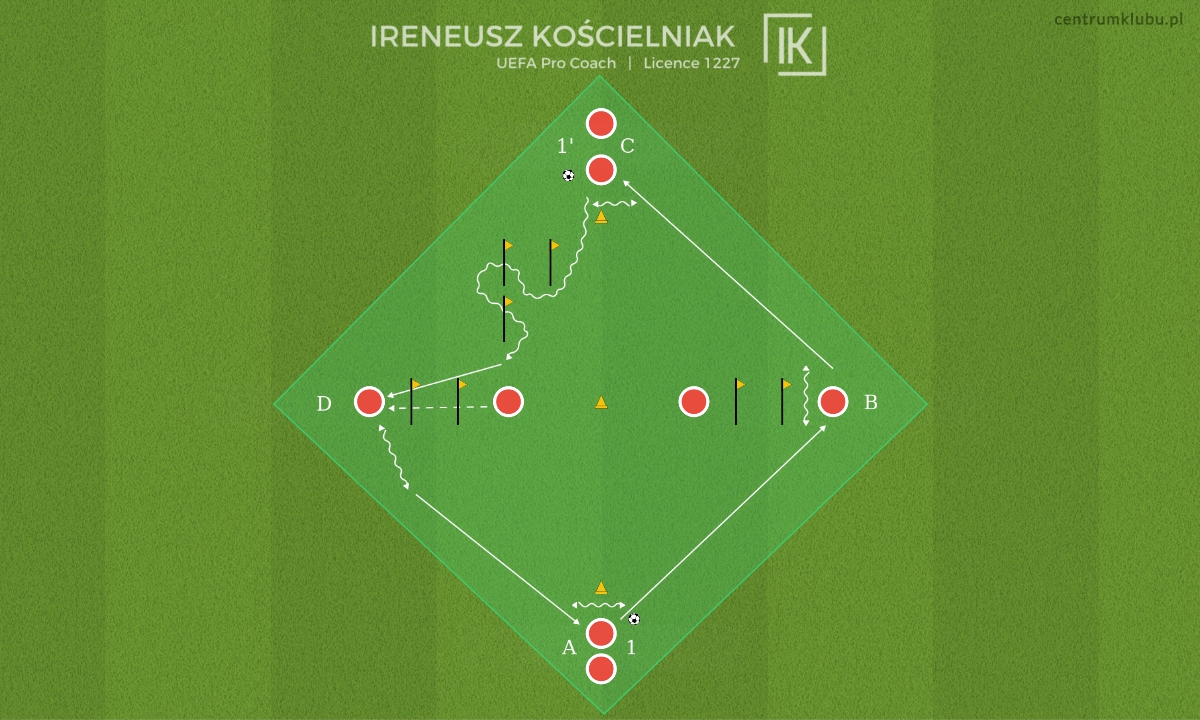 IRENEUSZ KOŚCIELNIAK
UEFA Pro Coach | Licence 1227
IK
centrumklubu.pl
1' C
D
B
A 1